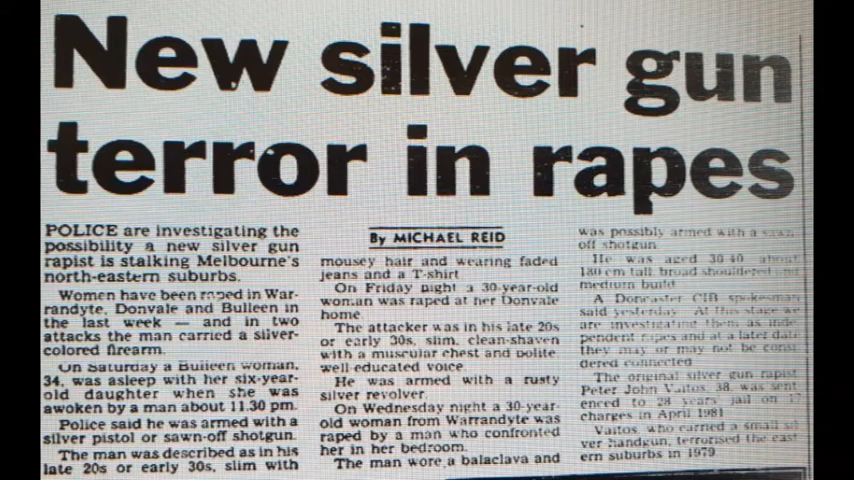 New silver gun
terror in rapes
POLICE are investigating the
possibility a new silver gun
rapist is stalking Melbourne's
north-eastern suburbs.
Women have been raped in War-
randyte, Donvale and Bulleen in
the last week — and in two
attacks the man carried a silver-
colored firearm.
On Saturday a Bulleen woman,
34, was asleep with her six-year-
old daughter when she was
awoken by a man about 11.30 pm.
Police said he was armed with a
silver pistol or sawn-off shotgun.
The man was described as in his
late 20s or early 30s, slim with
By MICHAEL REID
mousey hair and wearing faded
jeans and a T-shirt
On Friday night a 30-year-old
woman was raped at her Donvale
home.
The attacker was in his late 20s
or early 30s, slim, clean-shaven
with a muscular chest and polite,
well-educated voice.
He was armed with a rusty
silver revolver.
On Wednesday night a 30-year-
old woman from Warrandyte was
raped by a man who confronted
her in her bedroom.
The man wore a balaclava and
was possibly armed with a sawn
off shotgun
He was aged 30-40 about
180 cm tall broad shouldered and
medium build
A Doncaster CIB spokesman
said yesterday At this stage we
are investigating them as inde
pendent rapes and at a later date
they may or may not be consi
dered connected
The original silver gun rapist
Peter John Vaitos, 38, was sent
enced to 28 years' jail on 17
charges in April 1981
Vaitos, who carried a small sil
ver handgun, terrorised the east
ern suburbs in 1979